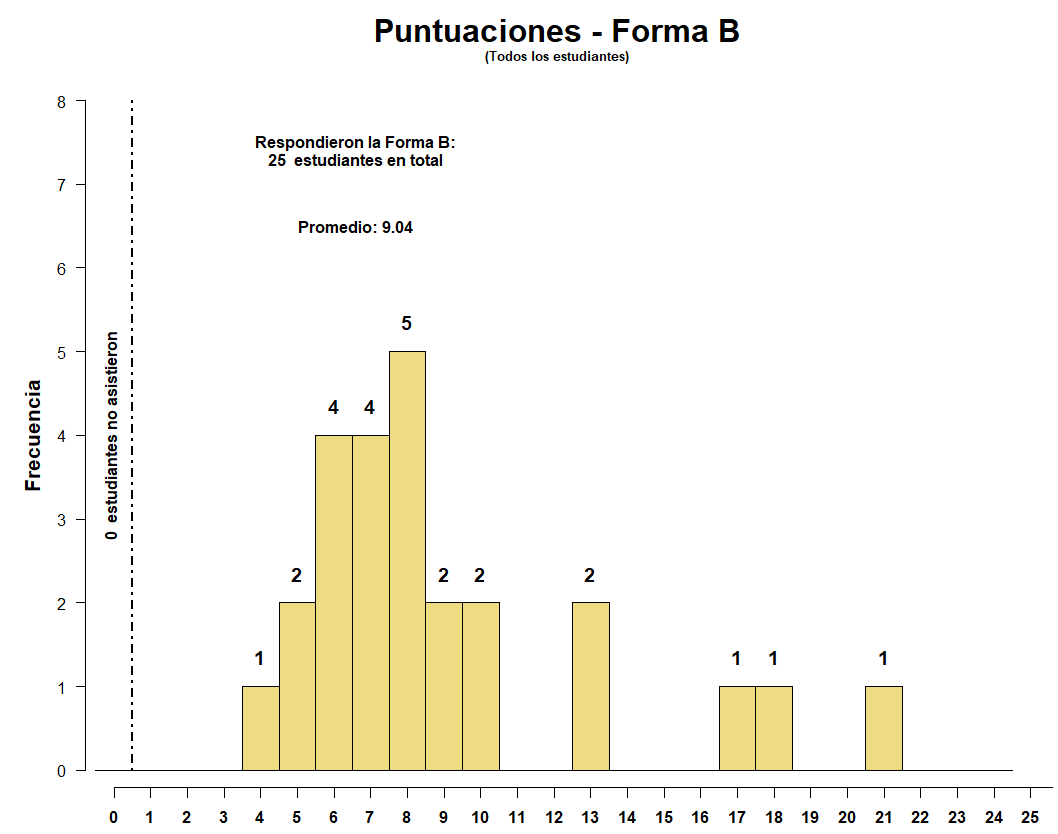 Puntuaciones - Forma B
(Todos los estudiantes)
Respondieron la Forma B:
25 estudiantes en total
Promedio: 9.04
Frecuencia
0 estudiantes no asistieron
8
7
6
5
4
3
2
1
0
1
2
4
4
5
2
2
2
1
1
1
0 1 2 3 4 5 6 7 8 9 10 11 12 13 14 15 16 17 18 19 20 21 22 23 24 25